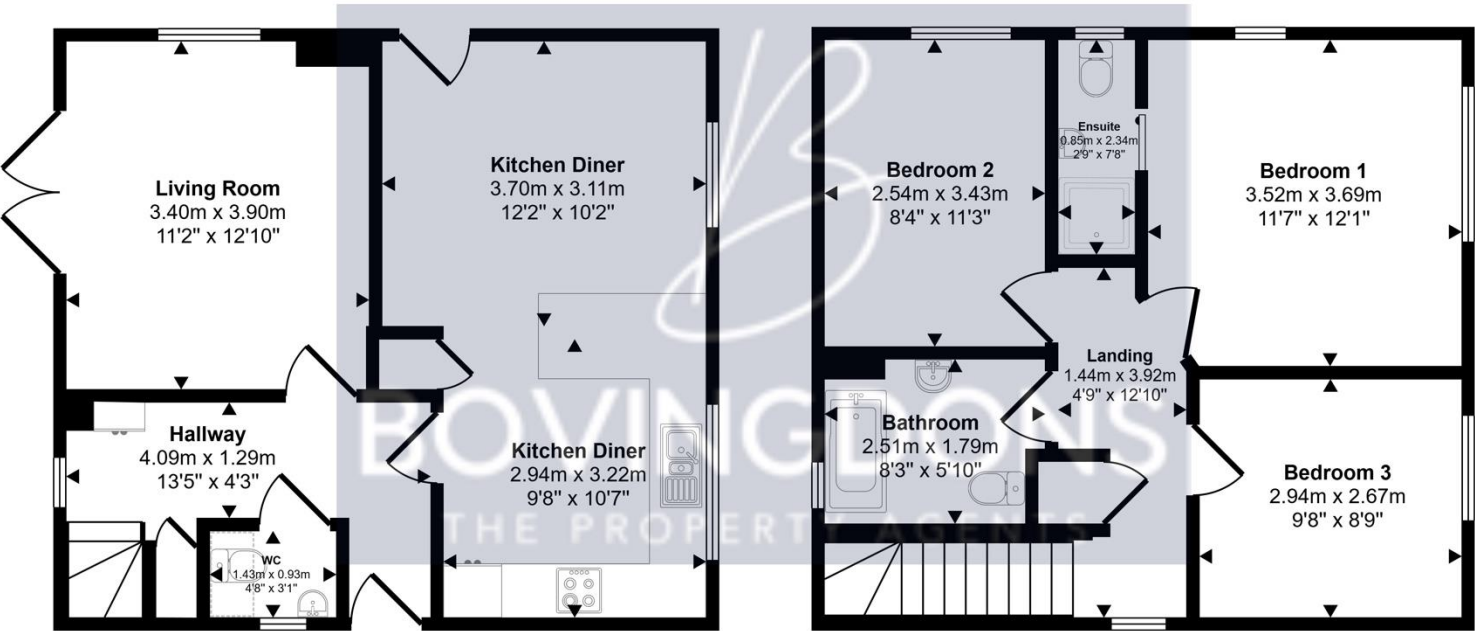 Living Room
3.40m x 3.90m
11'2" x 12'10"
Kitchen Diner
3.70m x 3.11m
12'2" x 10'2"
Hallway
4.09m x 1.29m
13'5" x 4'3"
Kitchen Diner
2.94m x 3.22m
9'8" x 10'7"
WC
1.43m x 0.93m
4'8" x 3'1"
Bedroom 2
2.54m x 3.43m
8'4" x 11'3"
Ensuite
0.85m x 2.34m
2'9" x 7'8"
Bedroom 1
3.52m x 3.69m
11'7" x 12'1"
Landing
1.44m x 3.92m
4'9" x 12'10"
Bathroom
2.51m x 1.79m
8'3" x 5'10"
Bedroom 3
2.94m x 2.67m
9'8" x 8'9"
B
BOVINGDONS
THE PROPERTY AGENTS